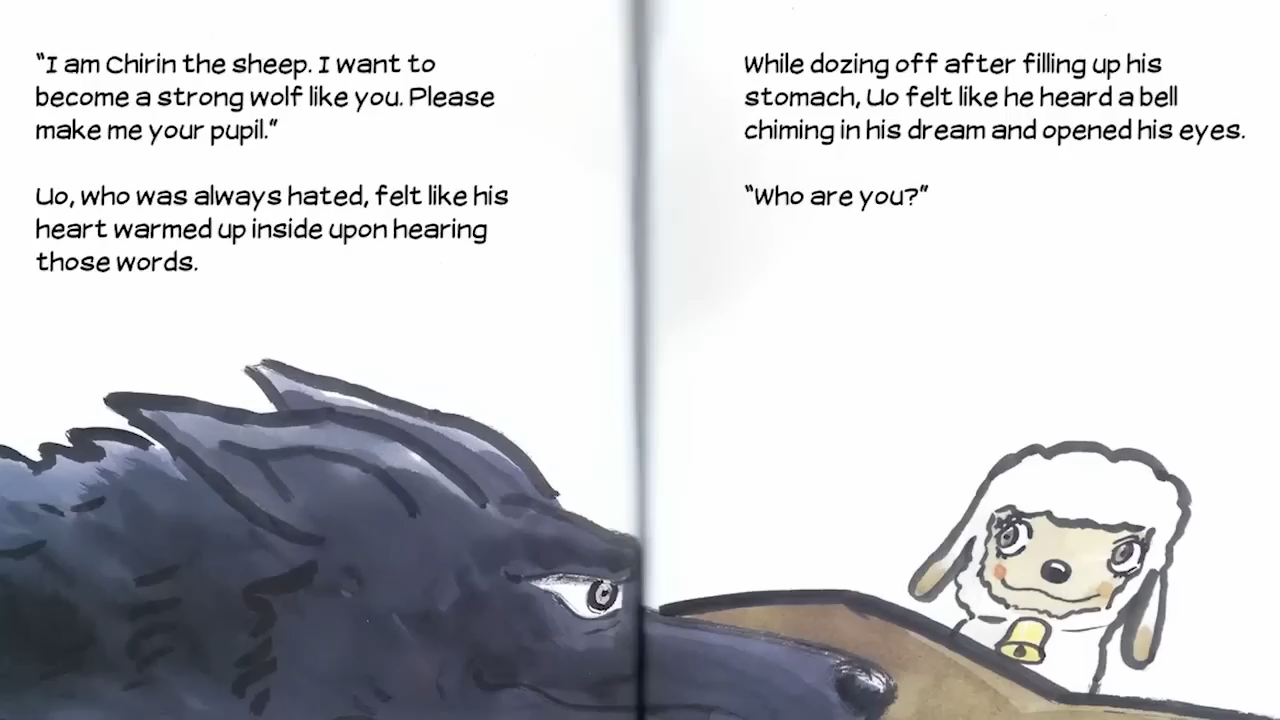 While dozing off after filling up his
stomach, Uo felt like he heard a bell
chiming in his dream and opened his eyes.
"Who are you?"
"I am Chirin the sheep. I want to
become a strong wolf like you. Please
make me your pupil."
Uo, who was always hated, felt like his
heart warmed up inside upon hearing
those words.